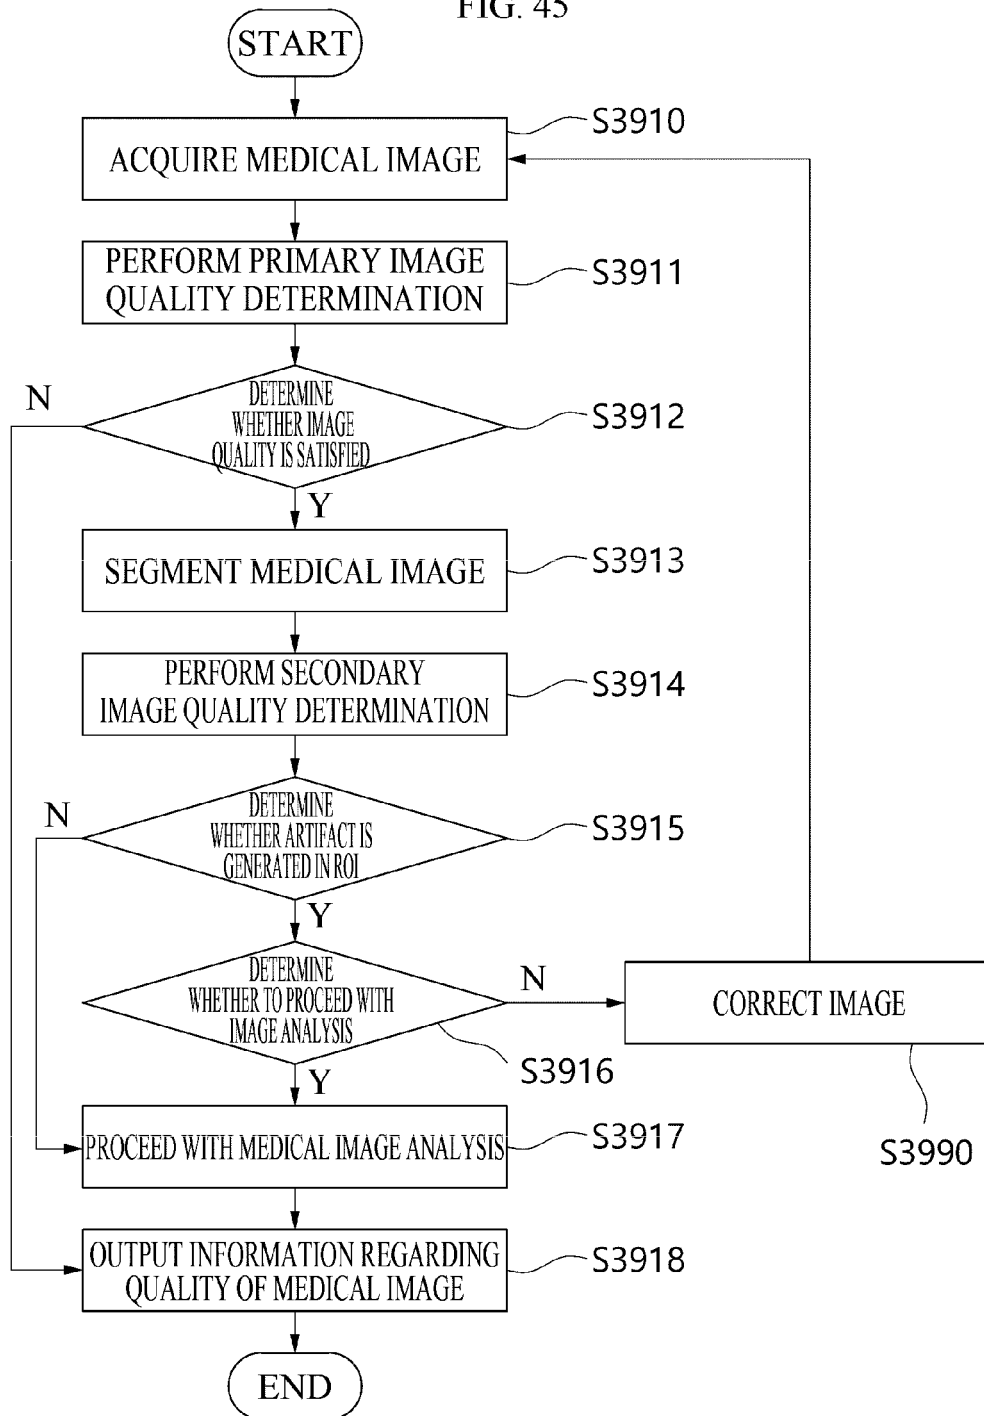 FIG. 45
START
ACQUIRE MEDICAL IMAGE
S3910
PERFORM PRIMARY IMAGE
QUALITY DETERMINATION
S3911
DETERMINE
WHETHER IMAGE
QUALITY IS SATISFIED
S3912
N
Y
SEGMENT MEDICAL IMAGE
S3913
PERFORM SECONDARY
IMAGE QUALITY DETERMINATION
S3914
DETERMINE
WHETHER ARTIFACT IS
GENERATED IN ROI
S3915
N
Y
DETERMINE
WHETHER TO PROCEED WITH
IMAGE ANALYSIS
S3916
N
CORRECT IMAGE
S3990
Y
PROCEED WITH MEDICAL IMAGE ANALYSIS
S3917
OUTPUT INFORMATION REGARDING
QUALITY OF MEDICAL IMAGE
S3918
END